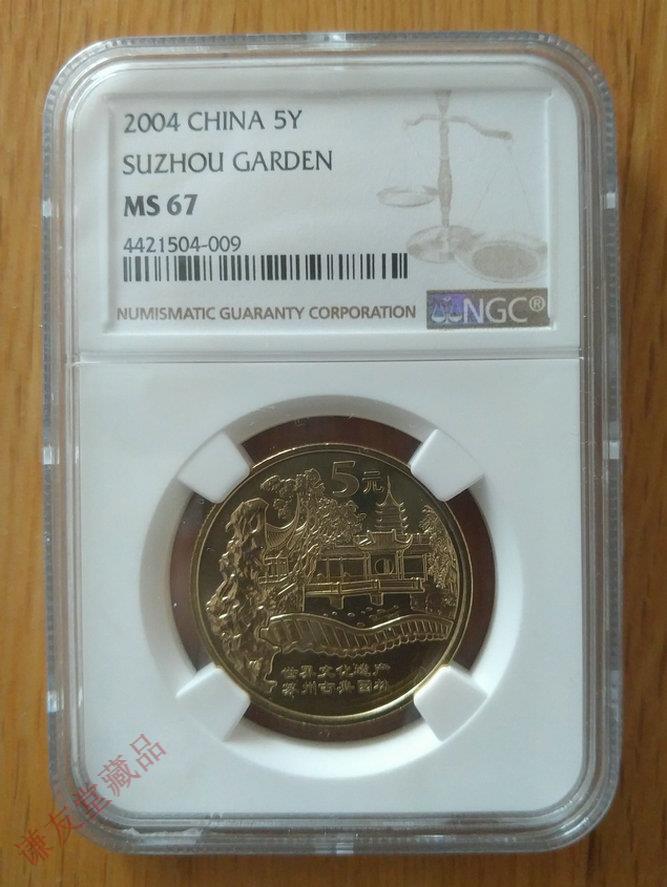 2004 CHINA 5Y
SUZHOU GARDEN
MS 67
4421504-009
NUMISMATIC GUARANTY CORPORATION
NGC®
5元
世界文化遗产
苏州古典园林
谦友堂藏品